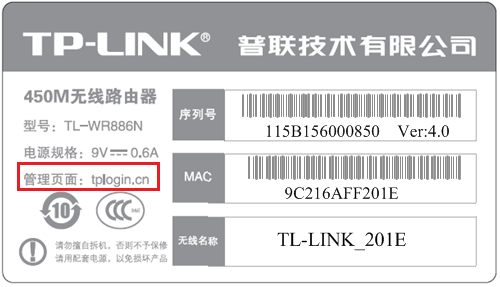 TP-LINK® 普联技术有限公司
450M无线路由器
型号：TL-WR886N
电源规格：9V⎓0.6A
管理页面：tplogin.cn
10
CCC
请勿擅自拆机，否则不予保修
请用配套电源，以免损坏产品
序列号
115B156000850 Ver:4.0
MAC
9C216AFF201E
无线名称
TL-LINK_201E